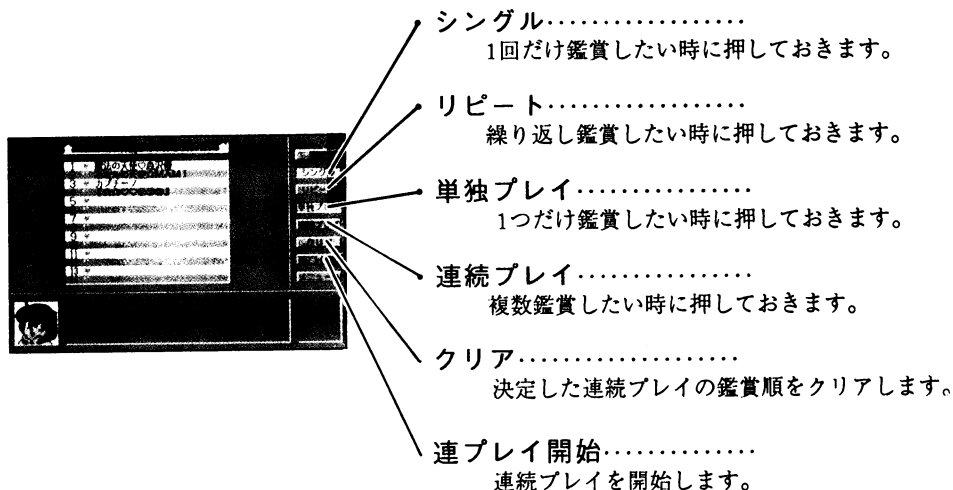 シングル··················
1回だけ鑑賞したい時に押しておきます。
リピート··················
繰り返し鑑賞したい時に押しておきます。
単独プレイ················
1つだけ鑑賞したい時に押しておきます。
連続プレイ················
複数鑑賞したい時に押しておきます。
クリア····················
決定した連続プレイの鑑賞順をクリアします。
連プレイ開始··············
連続プレイを開始します。